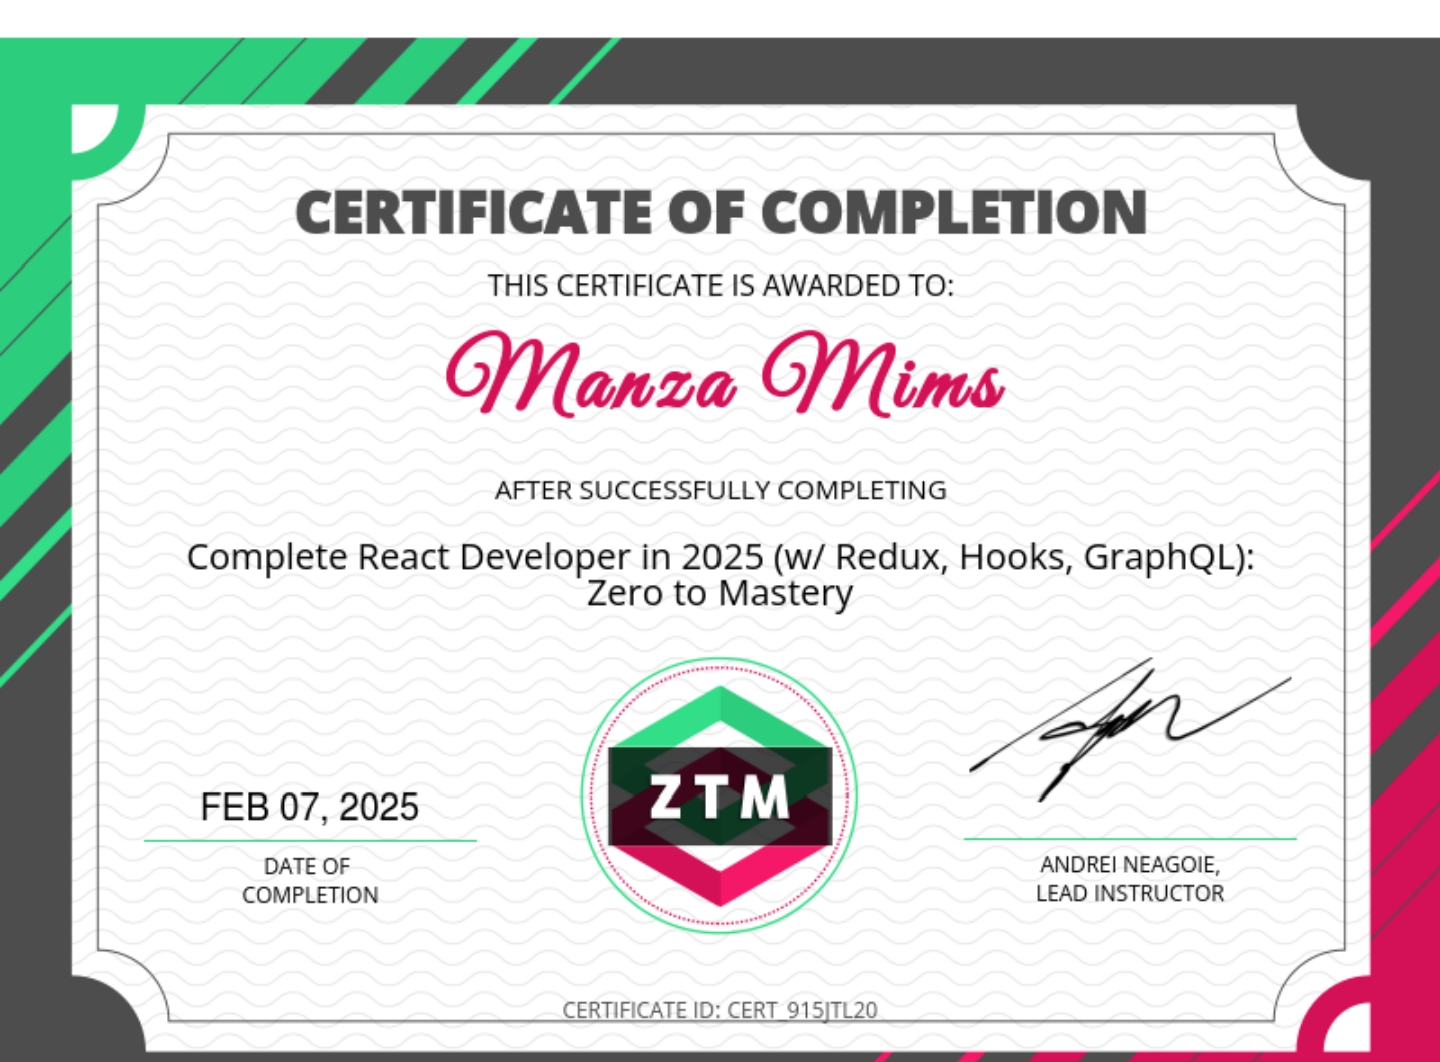 CERTIFICATE OF COMPLETION
THIS CERTIFICATE IS AWARDED TO:
Manza Mims
AFTER SUCCESSFULLY COMPLETING
Complete React Developer in 2025 (w/ Redux, Hooks, GraphQL):
Zero to Mastery
ZTM
FEB 07, 2025
DATE OF
COMPLETION
ANDREI NEAGOIE,
LEAD INSTRUCTOR
CERTIFICATE ID: CERT_915JTL20